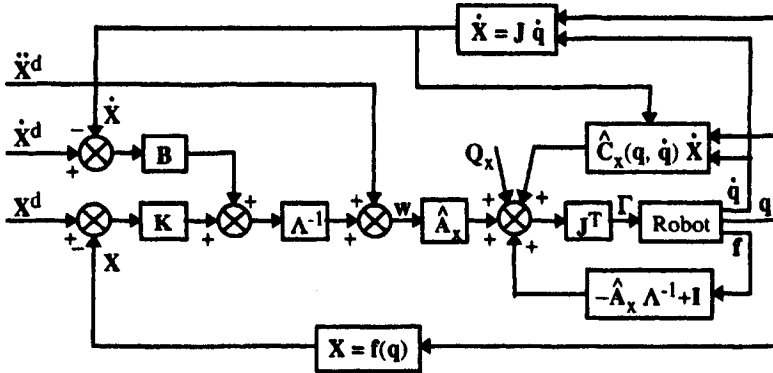 Ẋ = J q̇
Ẍᵈ
Ẋ
−
Ẋᵈ
+
B
Qₓ
Ĉₓ(q, q̇) Ẋ
q̇
Xᵈ
+
−
K
+
+
Λ⁻¹
+
+
w
Âₓ
+
+
+
+
Jᵀ
Γ
Robot
q
f
X
−Âₓ Λ⁻¹+I
X = f(q)